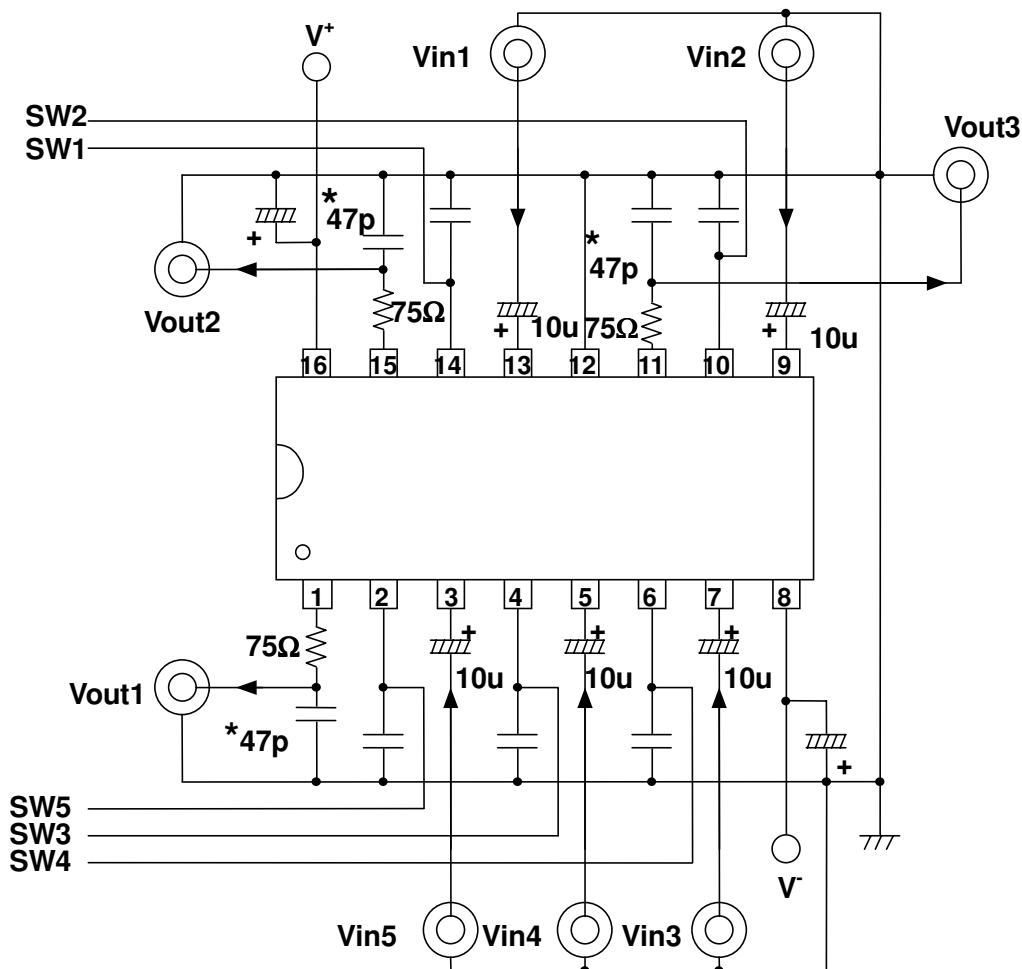 V+
Vin1
Vin2
SW2
SW1
Vout3
*
47p
+
*
47p
Vout2
75Ω
+
10u
75Ω
+
10u
16
15
14
13
12
11
10
9
1
2
3
4
5
6
7
8
75Ω
+
10u
+
10u
+
10u
Vout1
*47p
+
SW5
SW3
SW4
V-
Vin5
Vin4
Vin3